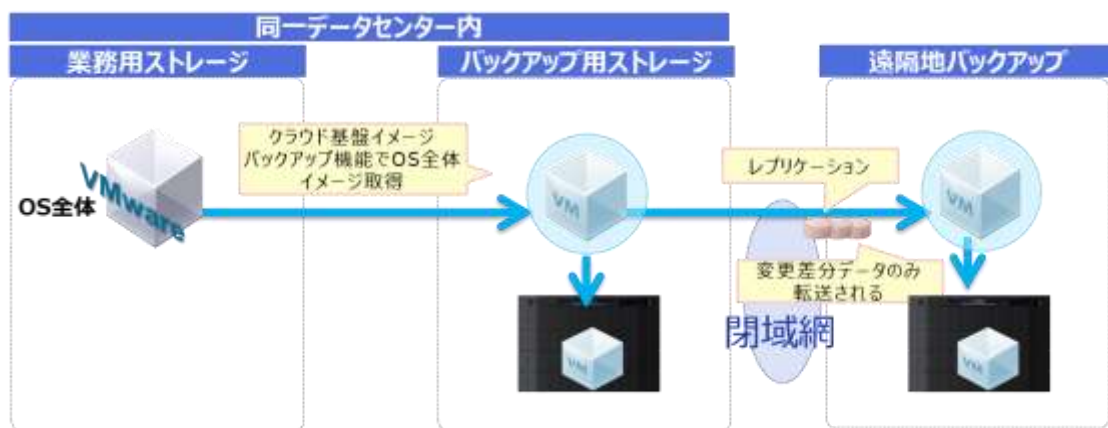 同一データセンター内
業務用ストレージ
バックアップ用ストレージ
遠隔地バックアップ
クラウド基盤イメージ
バックアップ機能でOS全体
イメージ取得
レプリケーション
OS全体
VMware
VM
VM
変更差分データのみ
転送される
閉域網
VM
VM